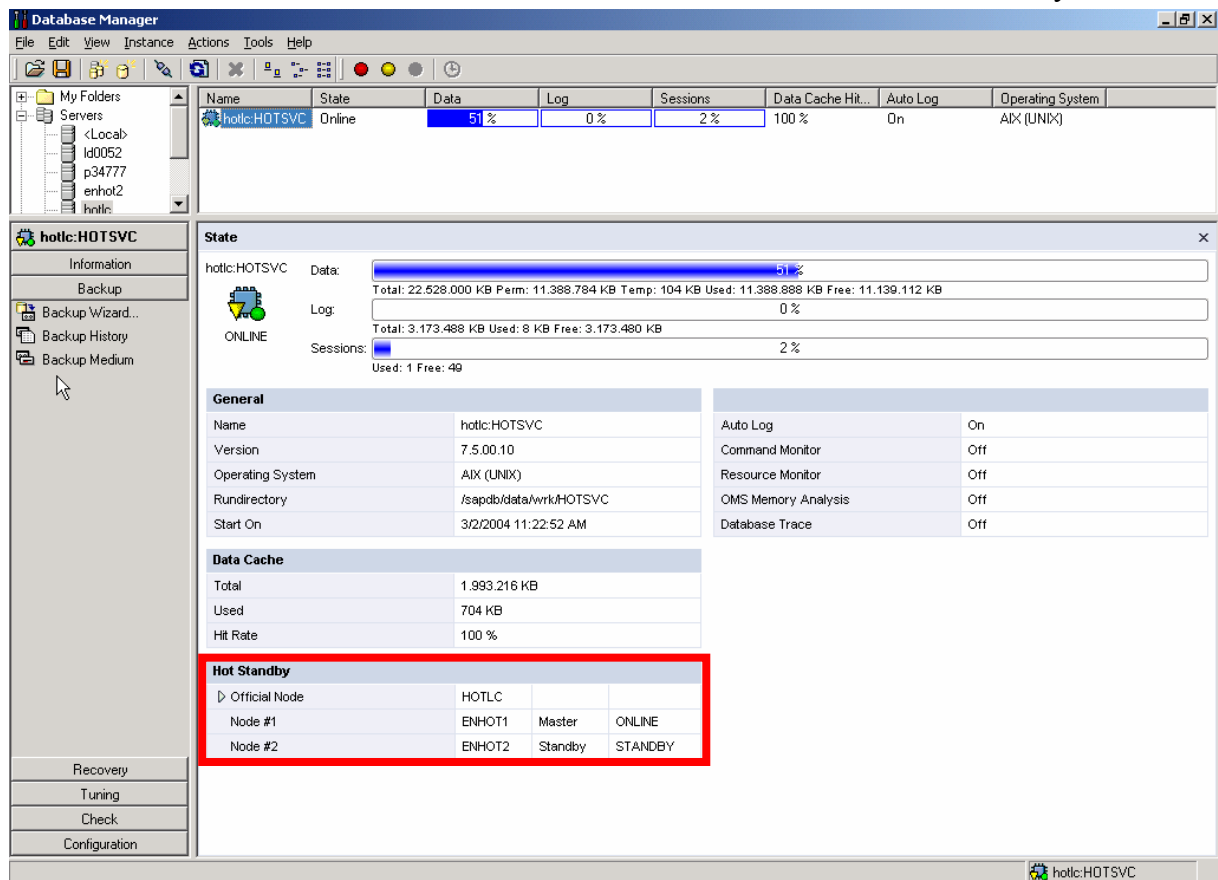 Database Manager
File Edit View Instance Actions Tools Help
My Folders
Servers
<Local>
ld0052
p34777
enhot2
hotlc
Name State Data Log Sessions Data Cache Hit... Auto Log Operating System
hotlc:HOTSVC Online 51 % 0 % 2 % 100 % On AIX (UNIX)
hotlc:HOTSVC
Information
Backup
Backup Wizard...
Backup History
Backup Medium
Recovery
Tuning
Check
Configuration
State
hotlc:HOTSVC
ONLINE
Data: 51 %
Total: 22.528.000 KB Perm: 11.388.784 KB Temp: 104 KB Used: 11.388.888 KB Free: 11.139.112 KB
Log: 0 %
Total: 3.173.488 KB Used: 8 KB Free: 3.173.480 KB
Sessions: 2 %
Used: 1 Free: 49
General
Name hotlc:HOTSVC
Version 7.5.00.10
Operating System AIX (UNIX)
Rundirectory /sapdb/data/wrk/HOTSVC
Start On 3/2/2004 11:22:52 AM
Auto Log On
Command Monitor Off
Resource Monitor Off
OMS Memory Analysis Off
Database Trace Off
Data Cache
Total 1.993.216 KB
Used 704 KB
Hit Rate 100 %
Hot Standby
Official Node HOTLC
Node #1 ENHOT1 Master ONLINE
Node #2 ENHOT2 Standby STANDBY
hotlc:HOTSVC